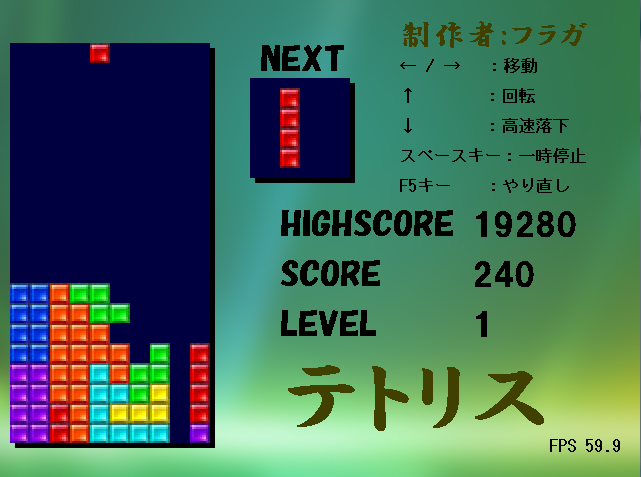 制作者:フラガ
NEXT
← / → :移動
↑ :回転
↓ :高速落下
スペースキー:一時停止
F5キー :やり直し
HIGHSCORE 19280
SCORE 240
LEVEL 1
テトリス
FPS 59.9